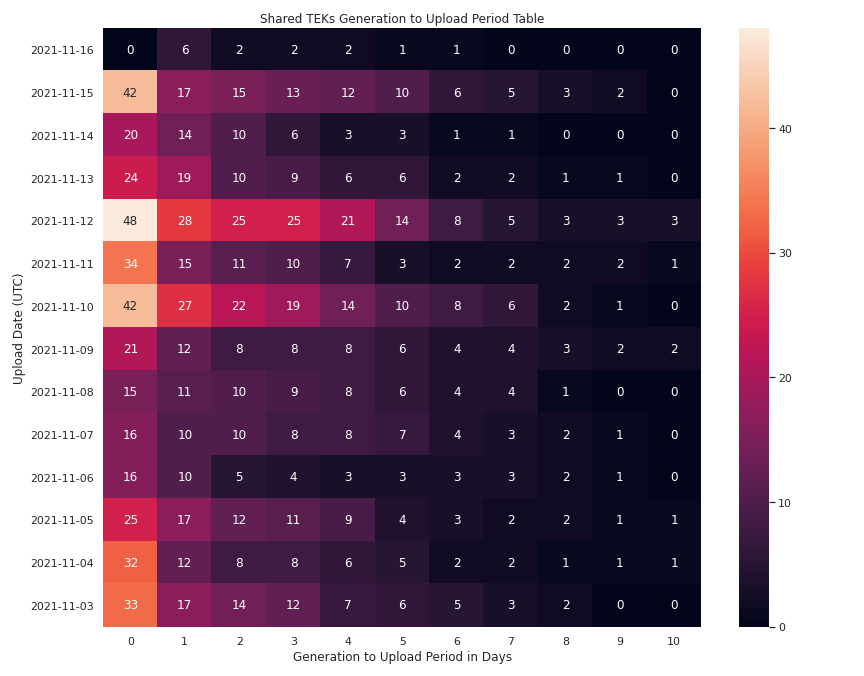 Shared TEKs Generation to Upload Period Table
Upload Date (UTC)
2021-11-16 0 6 2 2 2 1 1 0 0 0 0
2021-11-15 42 17 15 13 12 10 6 5 3 2 0
2021-11-14 20 14 10 6 3 3 1 1 0 0 0
2021-11-13 24 19 10 9 6 6 2 2 1 1 0
2021-11-12 48 28 25 25 21 14 8 5 3 3 3
2021-11-11 34 15 11 10 7 3 2 2 2 2 1
2021-11-10 42 27 22 19 14 10 8 6 2 1 0
2021-11-09 21 12 8 8 8 6 4 4 3 2 2
2021-11-08 15 11 10 9 8 6 4 4 1 0 0
2021-11-07 16 10 10 8 8 7 4 3 2 1 0
2021-11-06 16 10 5 4 3 3 3 3 2 1 0
2021-11-05 25 17 12 11 9 4 3 2 2 1 1
2021-11-04 32 12 8 8 6 5 2 2 1 1 1
2021-11-03 33 17 14 12 7 6 5 3 2 0 0
0 1 2 3 4 5 6 7 8 9 10
Generation to Upload Period in Days
40
30
20
10
0